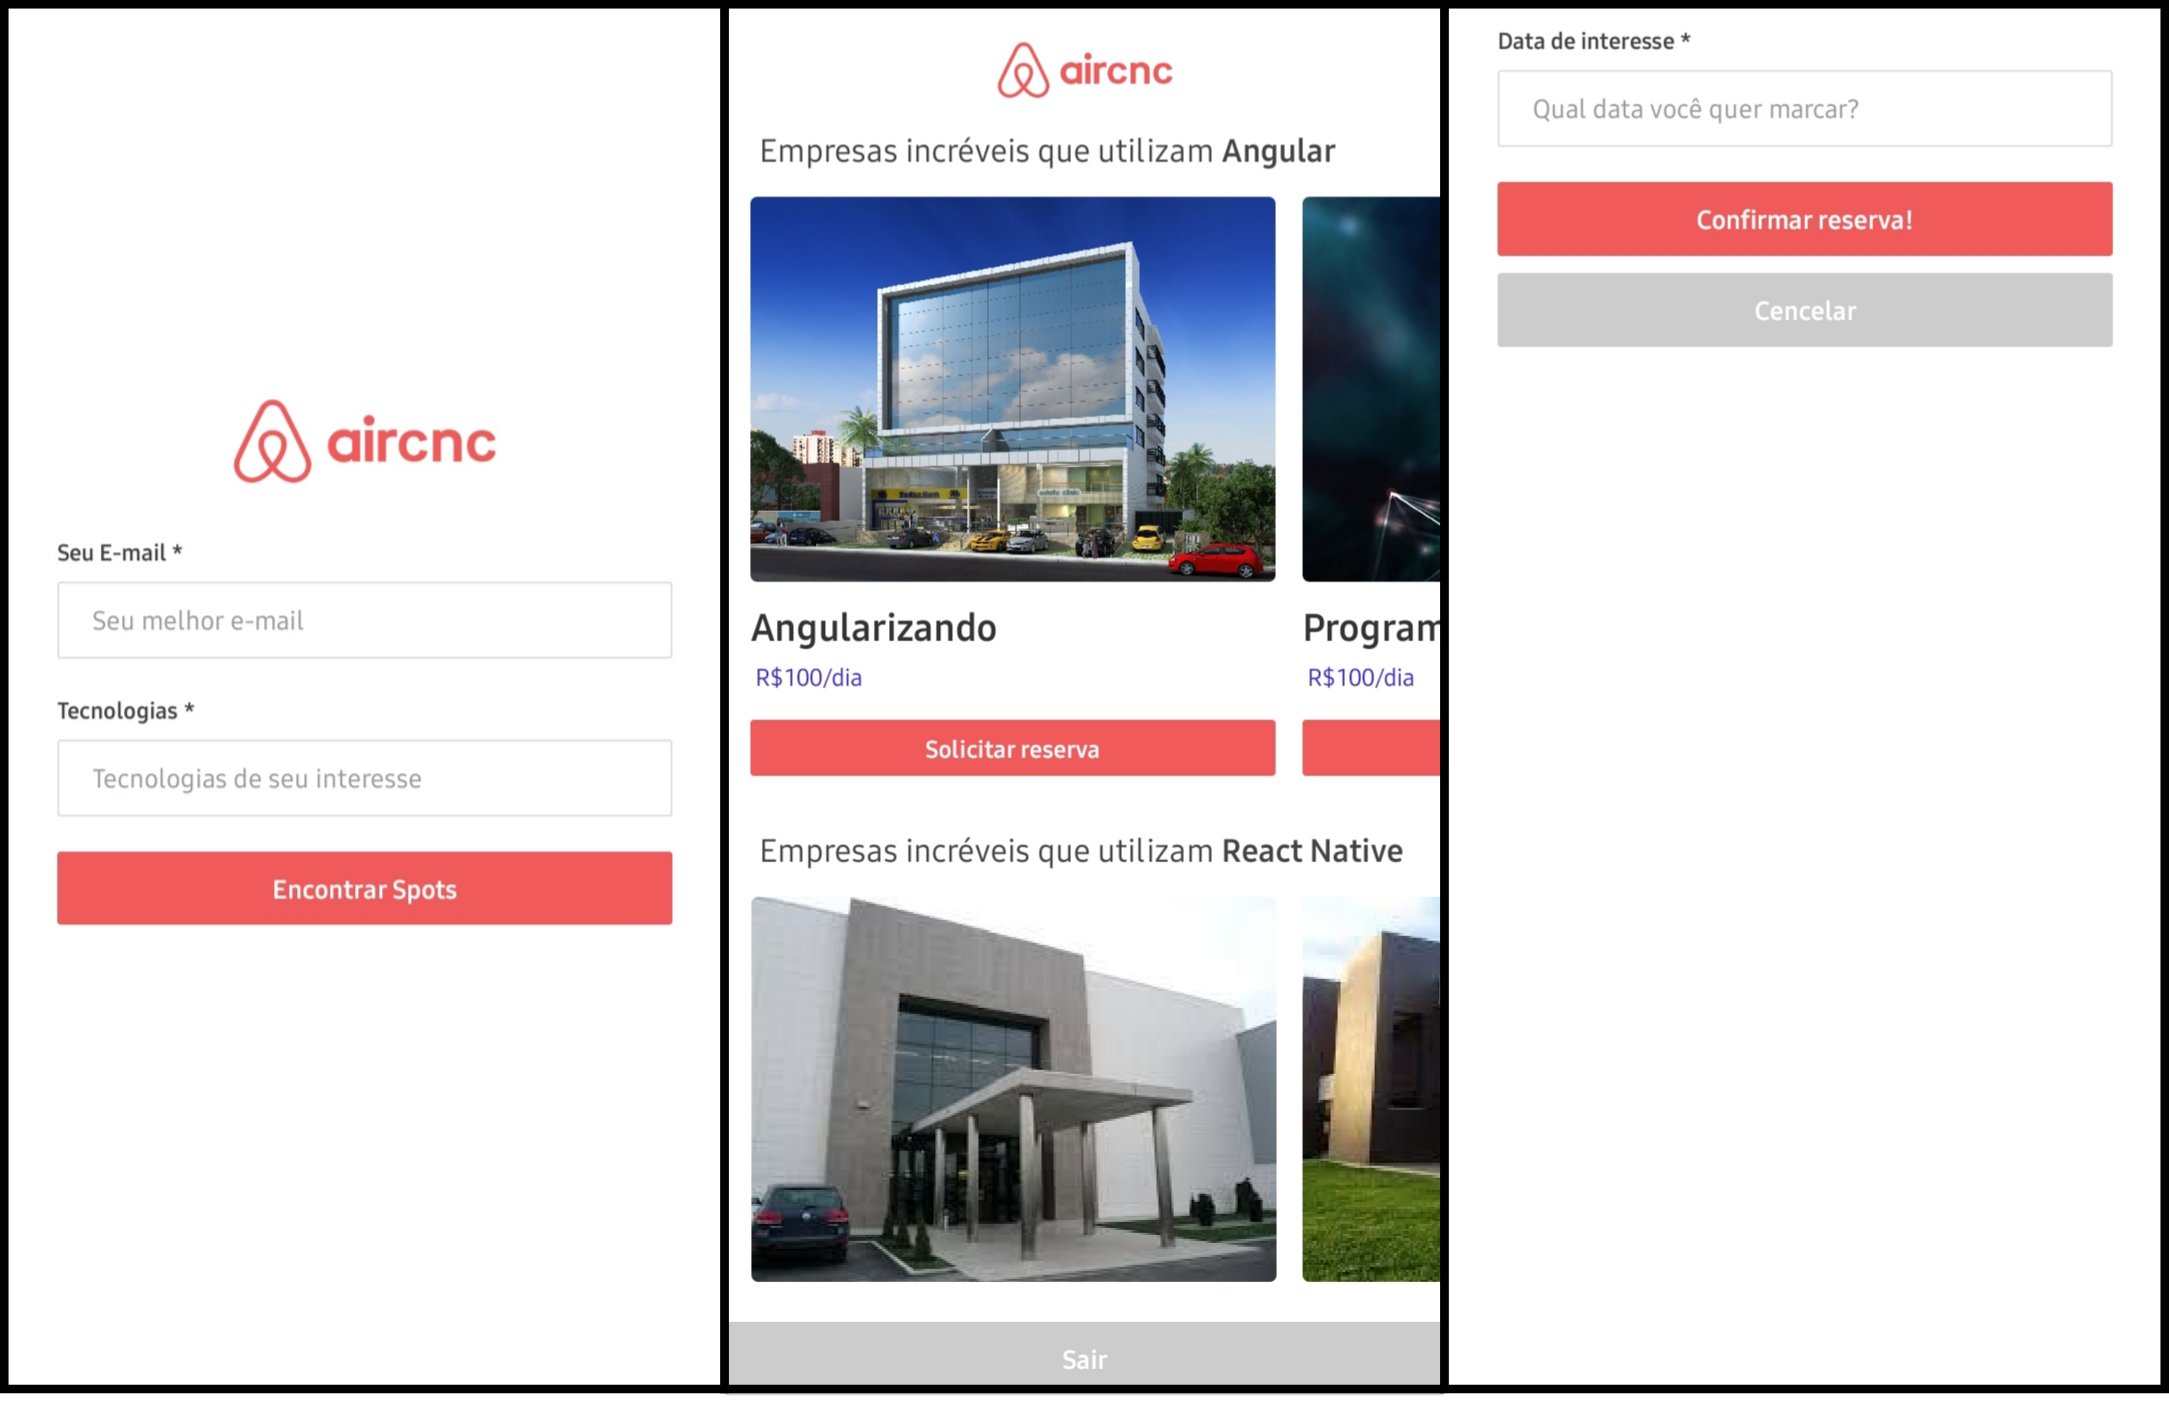 aircnc
Seu E-mail *
Seu melhor e-mail
Tecnologias *
Tecnologias de seu interesse
Encontrar Spots
aircnc
Empresas incréveis que utilizam Angular
Angularizando
Program
R$100/dia
R$100/dia
Solicitar reserva
Empresas incréveis que utilizam React Native
Sair
Data de interesse *
Qual data você quer marcar?
Confirmar reserva!
Cencelar